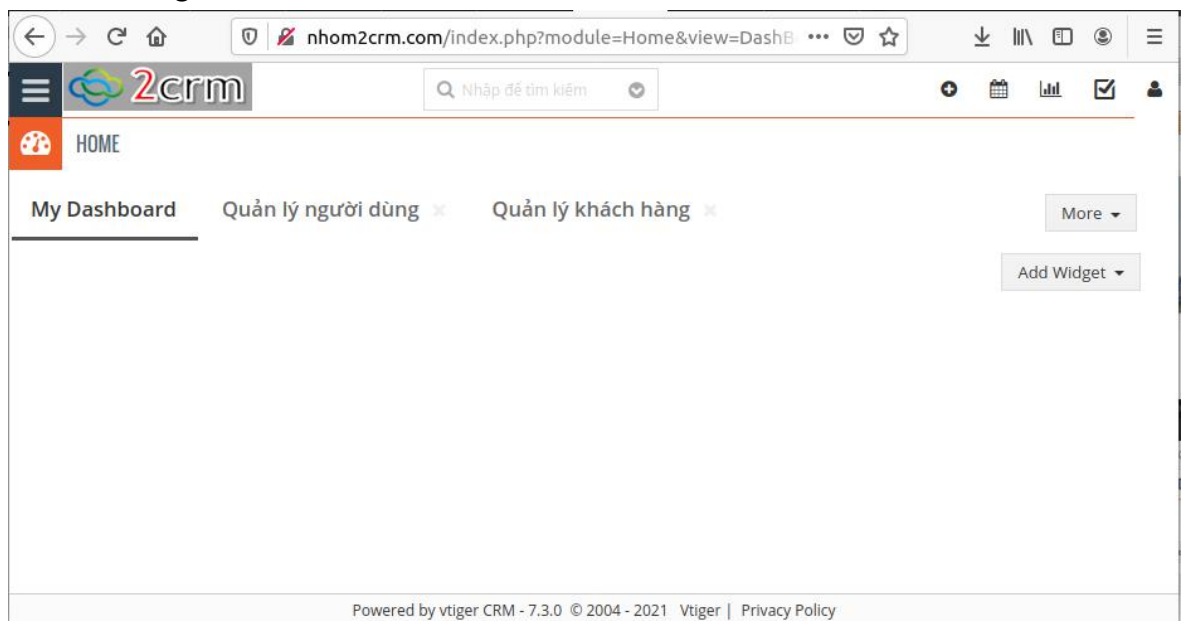 nhom2crm.com/index.php?module=Home&view=DashB
2crm
Nhập để tìm kiếm
HOME
My Dashboard Quản lý người dùng Quản lý khách hàng More
Add Widget
Powered by vtiger CRM - 7.3.0 © 2004 - 2021 Vtiger | Privacy Policy